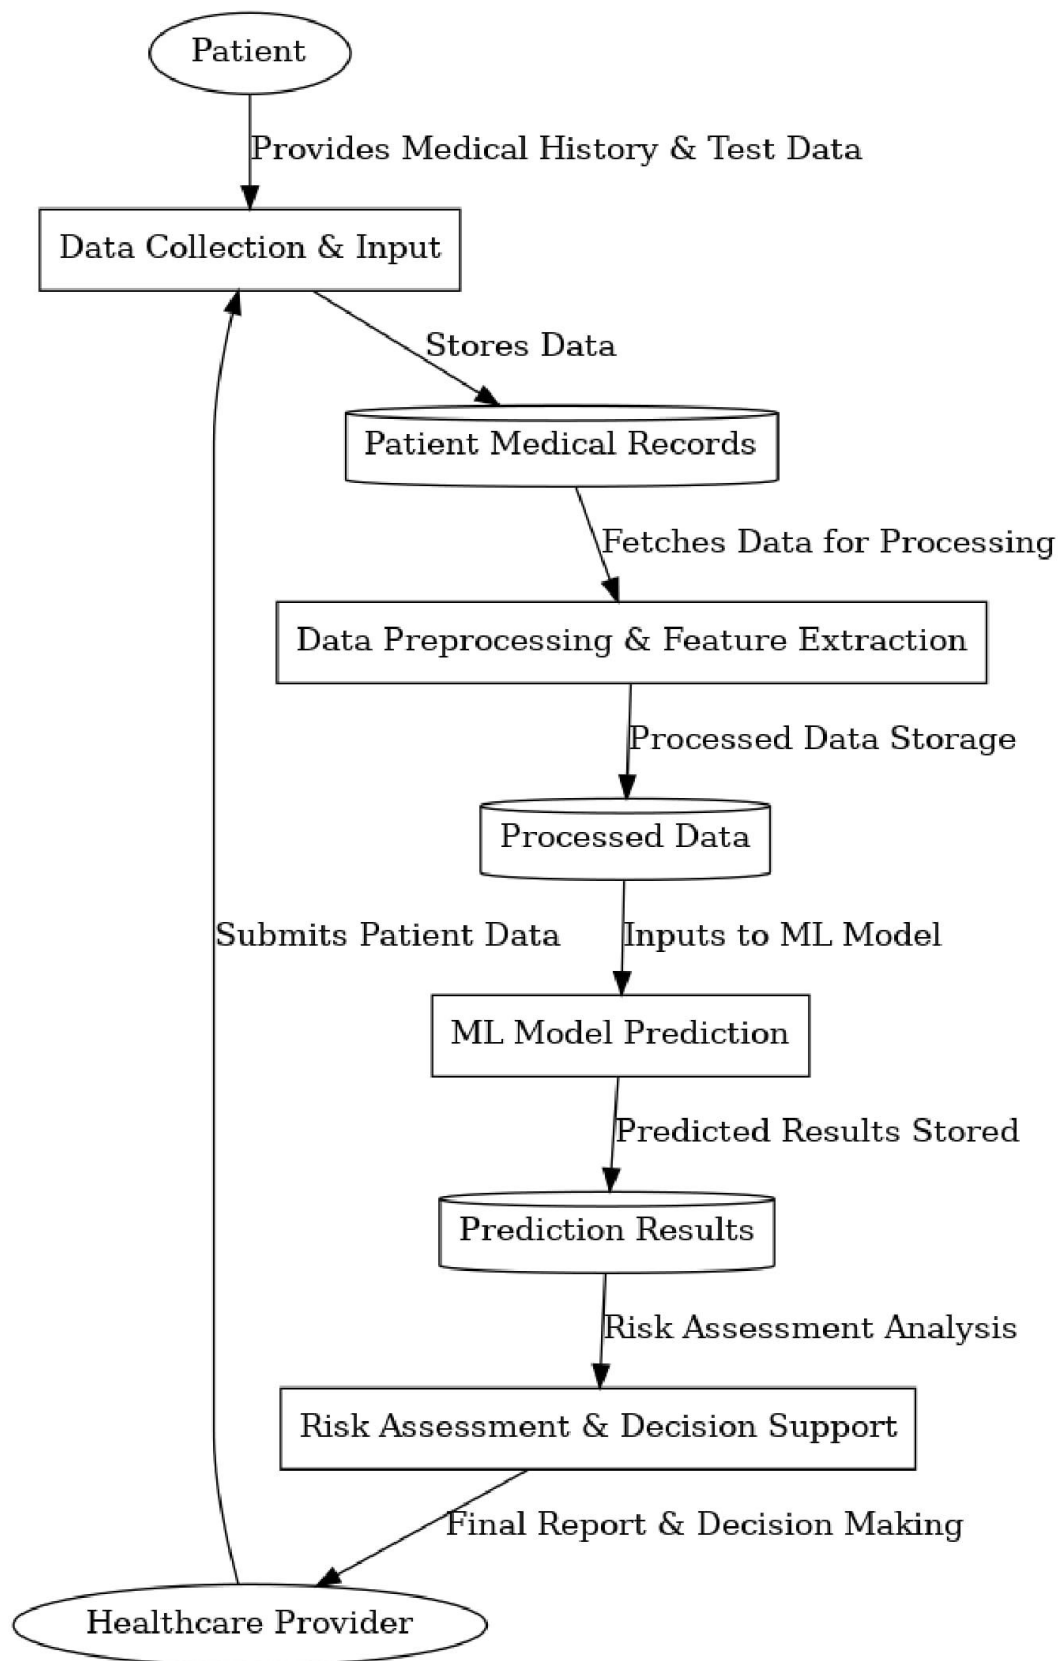 Patient
Provides Medical History & Test Data
Data Collection & Input
Stores Data
Patient Medical Records
Fetches Data for Processing
Data Preprocessing & Feature Extraction
Processed Data Storage
Processed Data
Submits Patient Data
Inputs to ML Model
ML Model Prediction
Predicted Results Stored
Prediction Results
Risk Assessment Analysis
Risk Assessment & Decision Support
Final Report & Decision Making
Healthcare Provider